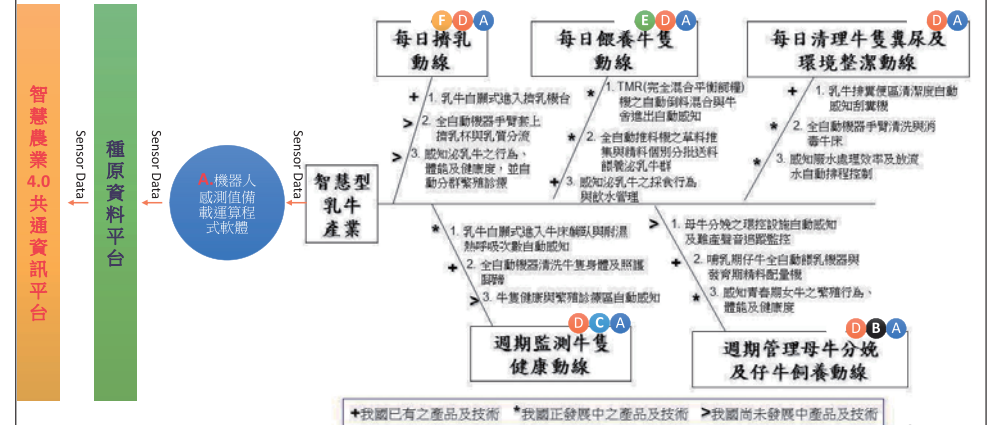 智慧農業4.0共通資訊平台
Sensor Data
種原資料平台
Sensor Data
A.機器人
感測值備
載運算程
式軟體
Sensor Data
智慧型
乳牛
產業
F D A
每日擠乳
動線
+ 1. 乳牛自願式進入擠乳機台
> 2. 全自動機器手臂套上
擠乳杯與乳質分流
> 3. 感知泌乳牛之行為、
體能及健康度，並自
動分群繁殖診療
E D A
每日餵養牛隻
動線
* 1. TMR(完全混合平衡飼糧)
機之自動倒料混合與牛
舍進出自動感知
* 2. 全自動推料機之草料推
集與精料個別分批送料
餵養泌乳牛群
+ 3. 感知泌乳牛之採食行為
與飲水管理
D A
每日清理牛隻糞尿及
環境整潔動線
+ 1. 乳牛排糞便區清潔度自動
感知刮糞機
* 2. 全自動機器手臂清洗與消
毒牛床
* 3. 感知廢水處理效率及放流
水自動排程控制
* 1. 乳牛自願式進入牛床躺臥與耐濕
熱呼吸次數自動感知
+ 2. 全自動機器清洗牛隻身體及照護
腳蹄
> 3. 牛隻健康與繁殖診療區自動感知
D C A
週期監測牛隻
健康動線
> 1. 母牛分娩之環控設施自動感知
及難產聲音追蹤監控
+ 2. 哺乳期仔牛全自動餵乳機器與
發育期精料配量機
* 3. 感知青春期女牛之繁殖行為、
體能及健康度
D B A
週期管理母牛分娩
及仔牛飼養動線
+我國已有之產品及技術 *我國正發展中之產品及技術 >我國尚未發展中產品及技術